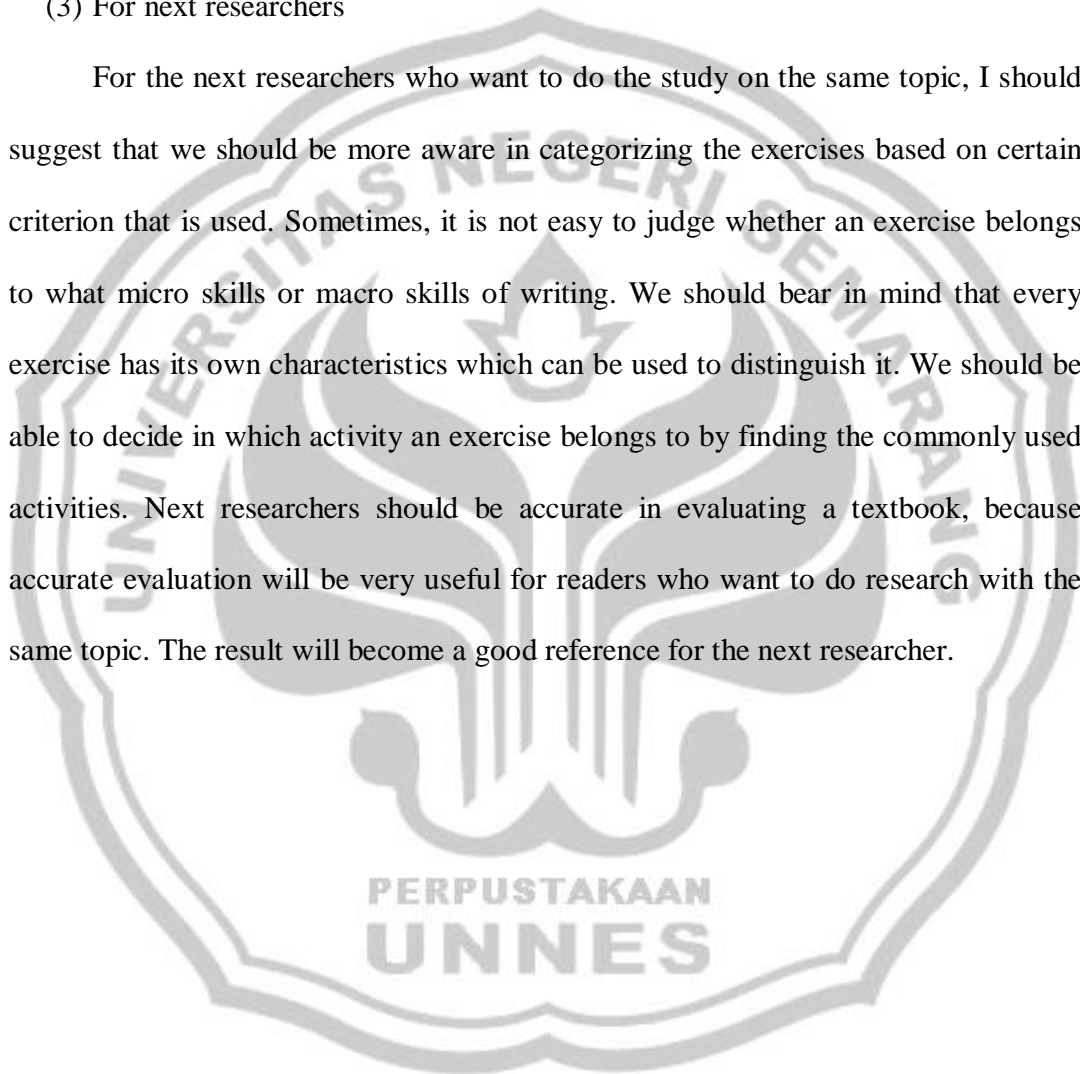 (3) For next researchers
For the next researchers who want to do the study on the same topic, I should
suggest that we should be more aware in categorizing the exercises based on certain
criterion that is used. Sometimes, it is not easy to judge whether an exercise belongs
to what micro skills or macro skills of writing. We should bear in mind that every
exercise has its own characteristics which can be used to distinguish it. We should be
able to decide in which activity an exercise belongs to by finding the commonly used
activities. Next researchers should be accurate in evaluating a textbook, because
accurate evaluation will be very useful for readers who want to do research with the
same topic. The result will become a good reference for the next researcher.
UNIVERSITAS NEGERI SEMARANG
PERPUSTAKAAN
UNNES